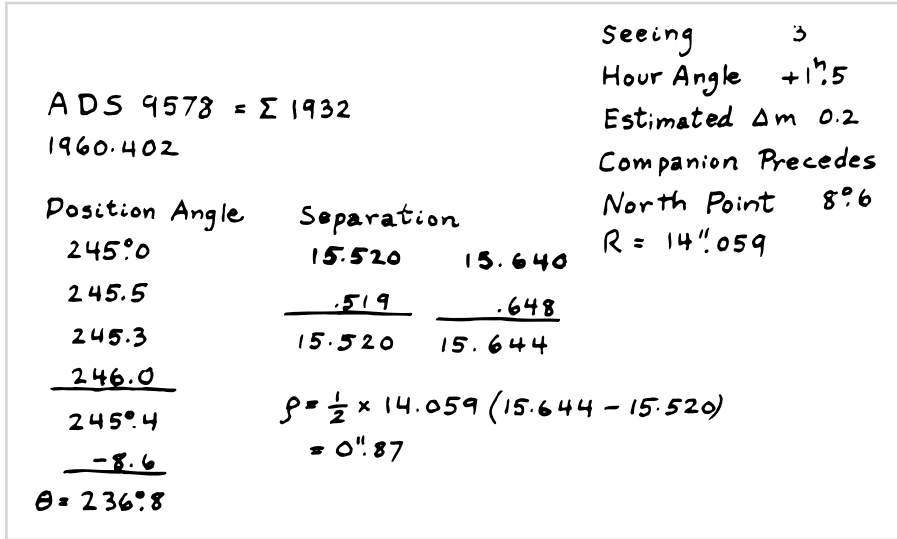 ADS 9578 = Σ 1932
1960.402
Seeing 3
Hour Angle +1ʰ.5
Estimated Δm 0.2
Companion Precedes
North Point 8°.6
R = 14".059
Position Angle
245°.0
245.5
245.3
246.0
245°.4
-8.6
θ = 236°.8
Separation
15.520 15.640
.519 .648
15.520 15.644
ρ = ½ × 14.059 (15.644 - 15.520)
= 0".87